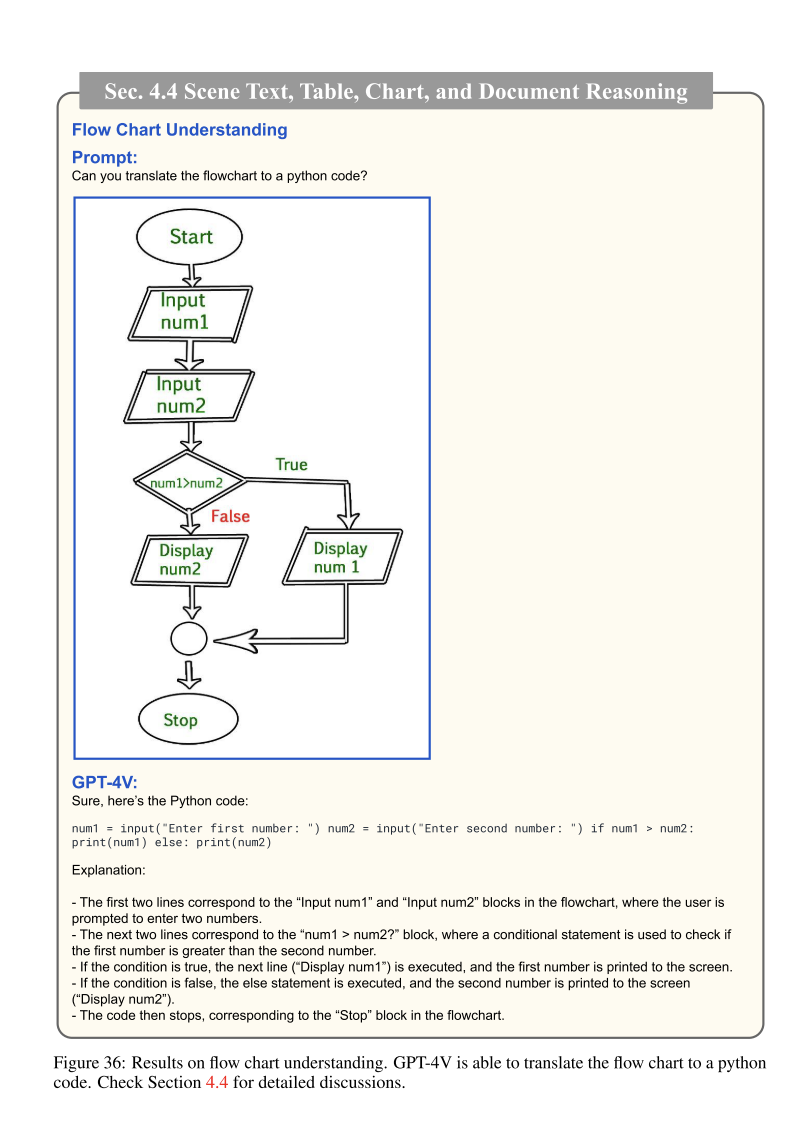 Sec. 4.4 Scene Text, Table, Chart, and Document Reasoning
Flow Chart Understanding
Prompt:
Can you translate the flowchart to a python code?
Start
Input
num1
Input
num2
num1>num2
True
False
Display
num2
Display
num 1
Stop
GPT-4V:
Sure, here's the Python code:
num1 = input("Enter first number: ") num2 = input("Enter second number: ") if num1 > num2:
print(num1) else: print(num2)
Explanation:
- The first two lines correspond to the “Input num1” and “Input num2” blocks in the flowchart, where the user is
prompted to enter two numbers.
- The next two lines correspond to the “num1 > num2?” block, where a conditional statement is used to check if
the first number is greater than the second number.
- If the condition is true, the next line (“Display num1”) is executed, and the first number is printed to the screen.
- If the condition is false, the else statement is executed, and the second number is printed to the screen
(“Display num2”).
- The code then stops, corresponding to the “Stop” block in the flowchart.
Figure 36: Results on flow chart understanding. GPT-4V is able to translate the flow chart to a python
code. Check Section 4.4 for detailed discussions.